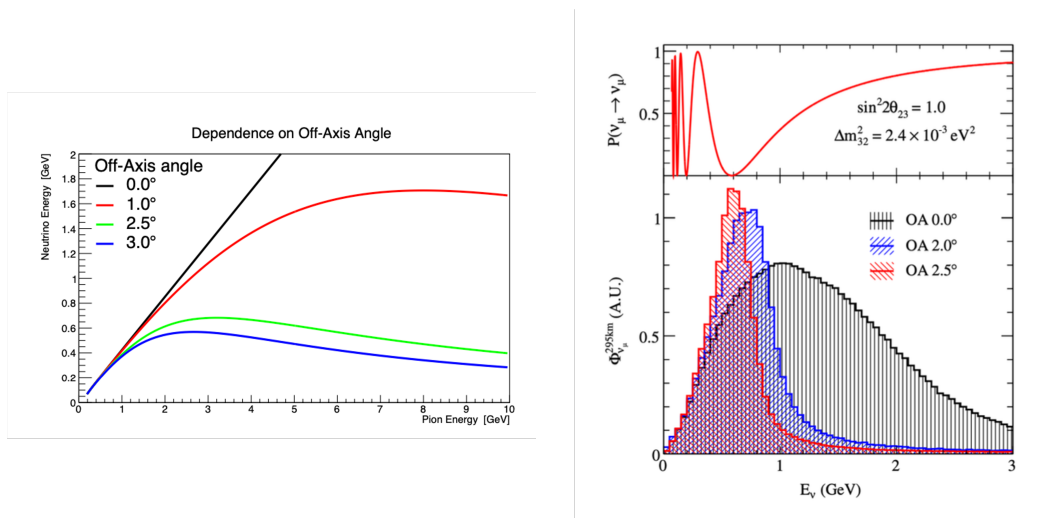 Dependence on Off-Axis Angle
Neutrino Energy [GeV]
2
1.8
1.6
1.4
1.2
1
0.8
0.6
0.4
0.2
0
Off-Axis angle
0.0°
1.0°
2.5°
3.0°
0 1 2 3 4 5 6 7 8 9 10
Pion Energy [GeV]
P(νμ → νμ)
1
0.5
sin²2θ₂₃ = 1.0
Δm²₃₂ = 2.4 × 10⁻³ eV²
Φ²⁹⁵ᵏᵐνμ (A.U.)
1
0.5
0
OA 0.0°
OA 2.0°
OA 2.5°
0 1 2 3
Eν (GeV)